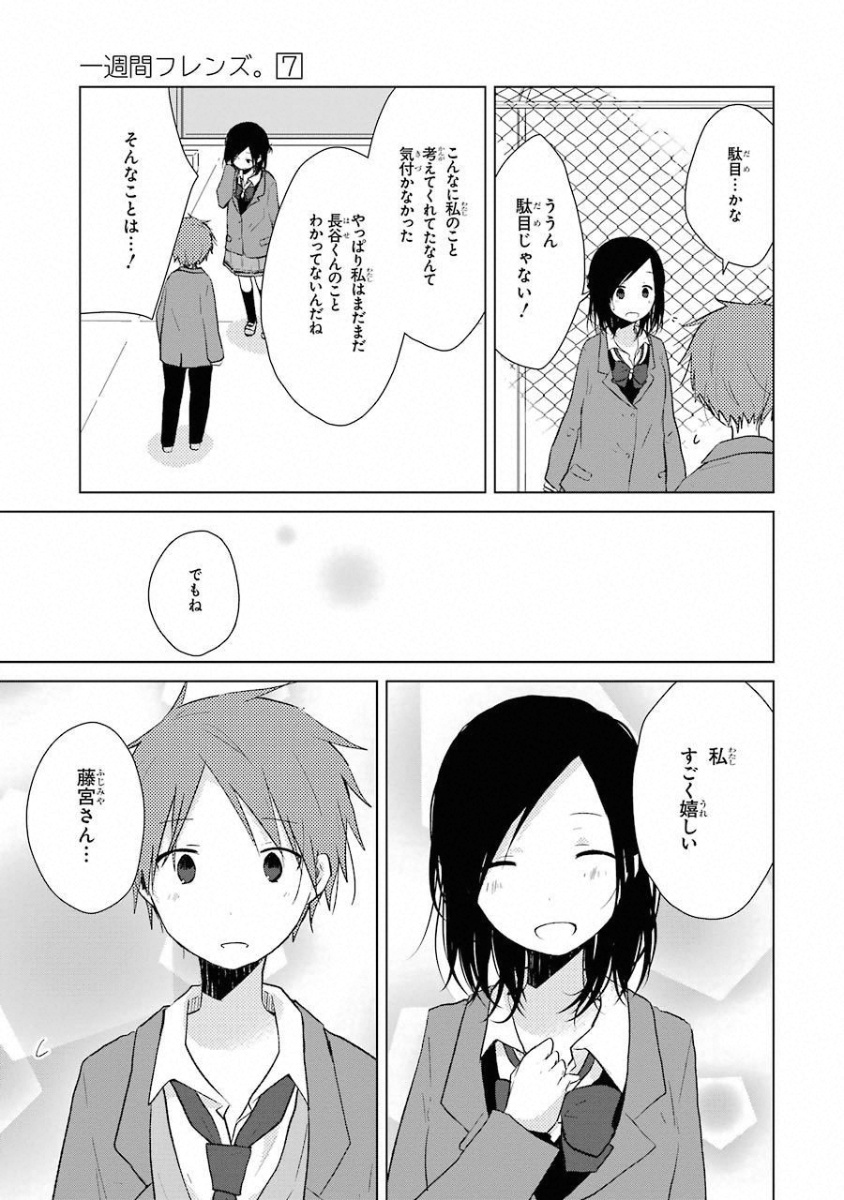 一週間フレンズ。7
駄目…かな
ううん
駄目じゃない！
こんなに私のこと
考えてくれてたなんて
気付かなかった
やっぱり私はまだまだ
長谷くんのこと
わかってないんだね
そんなことは…！
でもね
私
すごく嬉しい
藤宮さん…